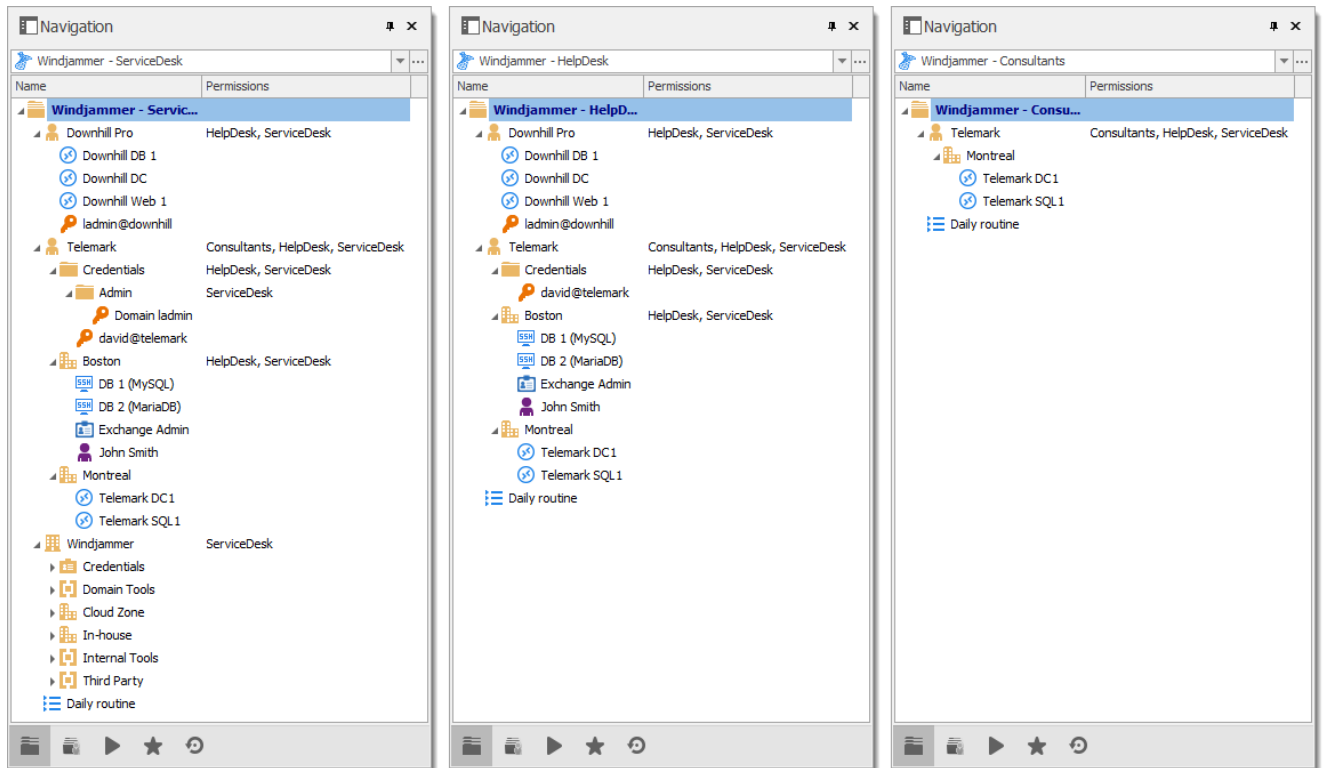 Navigation
Windjammer - ServiceDesk
Name Permissions
Windjammer - Servic...
Downhill Pro HelpDesk, ServiceDesk
Downhill DB 1
Downhill DC
Downhill Web 1
ladmin@downhill
Telemark Consultants, HelpDesk, ServiceDesk
Credentials HelpDesk, ServiceDesk
Admin ServiceDesk
Domain ladmin
david@telemark
Boston HelpDesk, ServiceDesk
SSH DB 1 (MySQL)
SSH DB 2 (MariaDB)
Exchange Admin
John Smith
Montreal
Telemark DC1
Telemark SQL1
Windjammer ServiceDesk
Credentials
Domain Tools
Cloud Zone
In-house
Internal Tools
Third Party
Daily routine
Navigation
Windjammer - HelpDesk
Name Permissions
Windjammer - HelpD...
Downhill Pro HelpDesk, ServiceDesk
Downhill DB 1
Downhill DC
Downhill Web 1
ladmin@downhill
Telemark Consultants, HelpDesk, ServiceDesk
Credentials HelpDesk, ServiceDesk
david@telemark
Boston HelpDesk, ServiceDesk
SSH DB 1 (MySQL)
SSH DB 2 (MariaDB)
Exchange Admin
John Smith
Montreal
Telemark DC1
Telemark SQL1
Daily routine
Navigation
Windjammer - Consultants
Name Permissions
Windjammer - Consu...
Telemark Consultants, HelpDesk, ServiceDesk
Montreal
Telemark DC1
Telemark SQL1
Daily routine